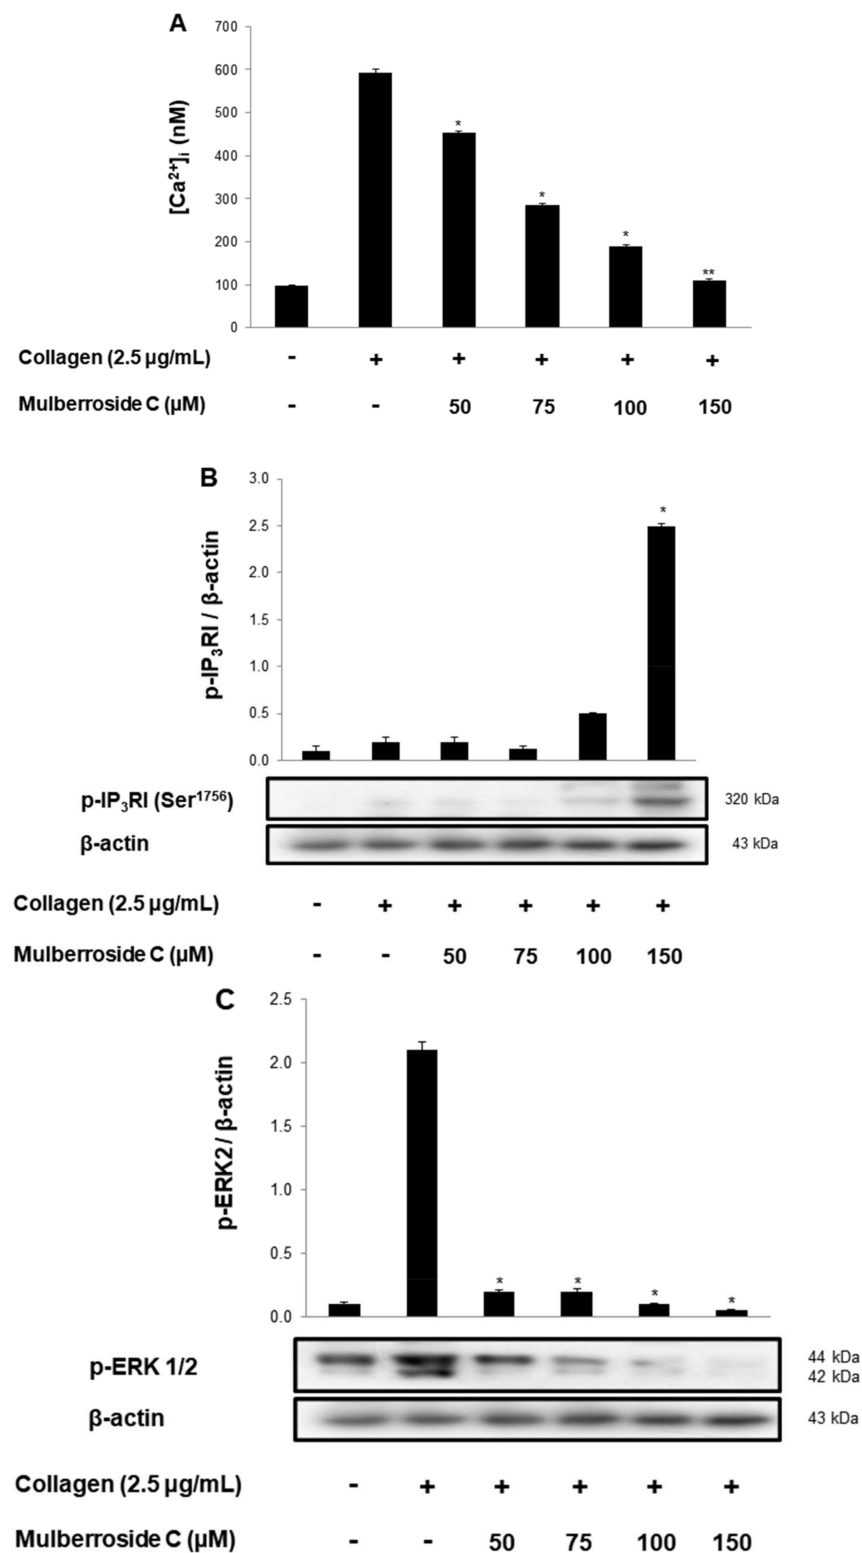 A
700
600
500
400
300
200
100
0
[Ca²⁺]ᵢ (nM)
* * * **
Collagen (2.5 µg/mL) - + + + + +
Mulberroside C (µM) - - 50 75 100 150
B
3.0
2.5
2.0
1.5
1.0
0.5
0.0
p-IP₃RI / β-actin
*
p-IP₃RI (Ser¹⁷⁵⁶) 320 kDa
β-actin 43 kDa
Collagen (2.5 µg/mL) - + + + + +
Mulberroside C (µM) - - 50 75 100 150
C
2.5
2.0
1.5
1.0
0.5
0.0
p-ERK2 / β-actin
* * * *
p-ERK 1/2 44 kDa
42 kDa
β-actin 43 kDa
Collagen (2.5 µg/mL) - + + + + +
Mulberroside C (µM) - - 50 75 100 150